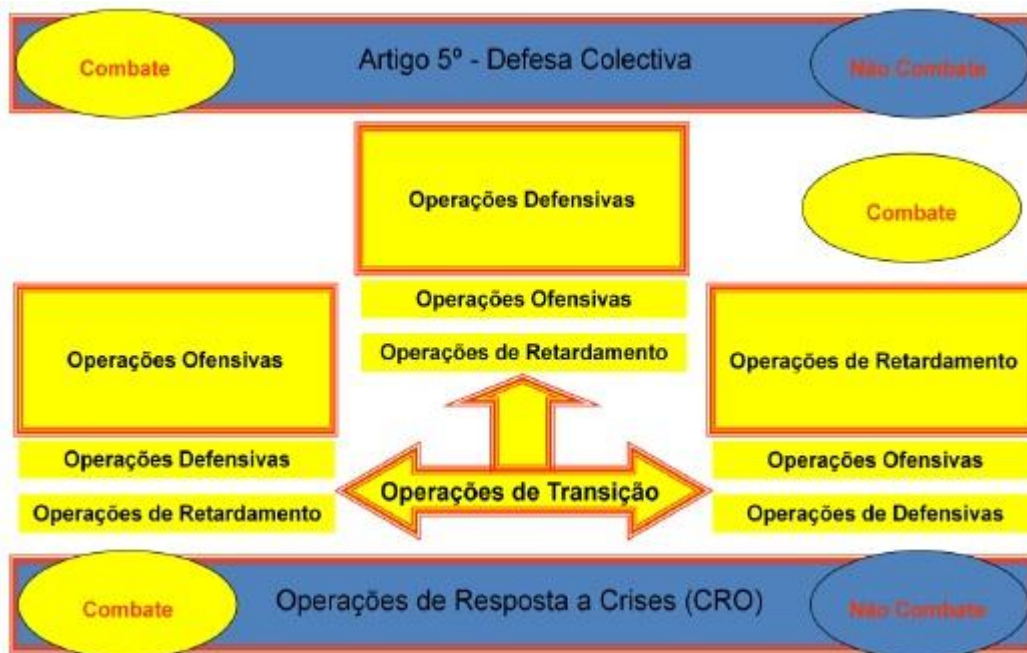 Combate
Artigo 5º - Defesa Colectiva
Não Combate
Operações Defensivas
Combate
Operações Ofensivas
Operações de Retardamento
Operações Ofensivas
Operações de Retardamento
Operações Defensivas
Operações de Retardamento
Operações de Transição
Operações Ofensivas
Operações de Defensivas
Combate
Operações de Resposta a Crises (CRO)
Não Combate